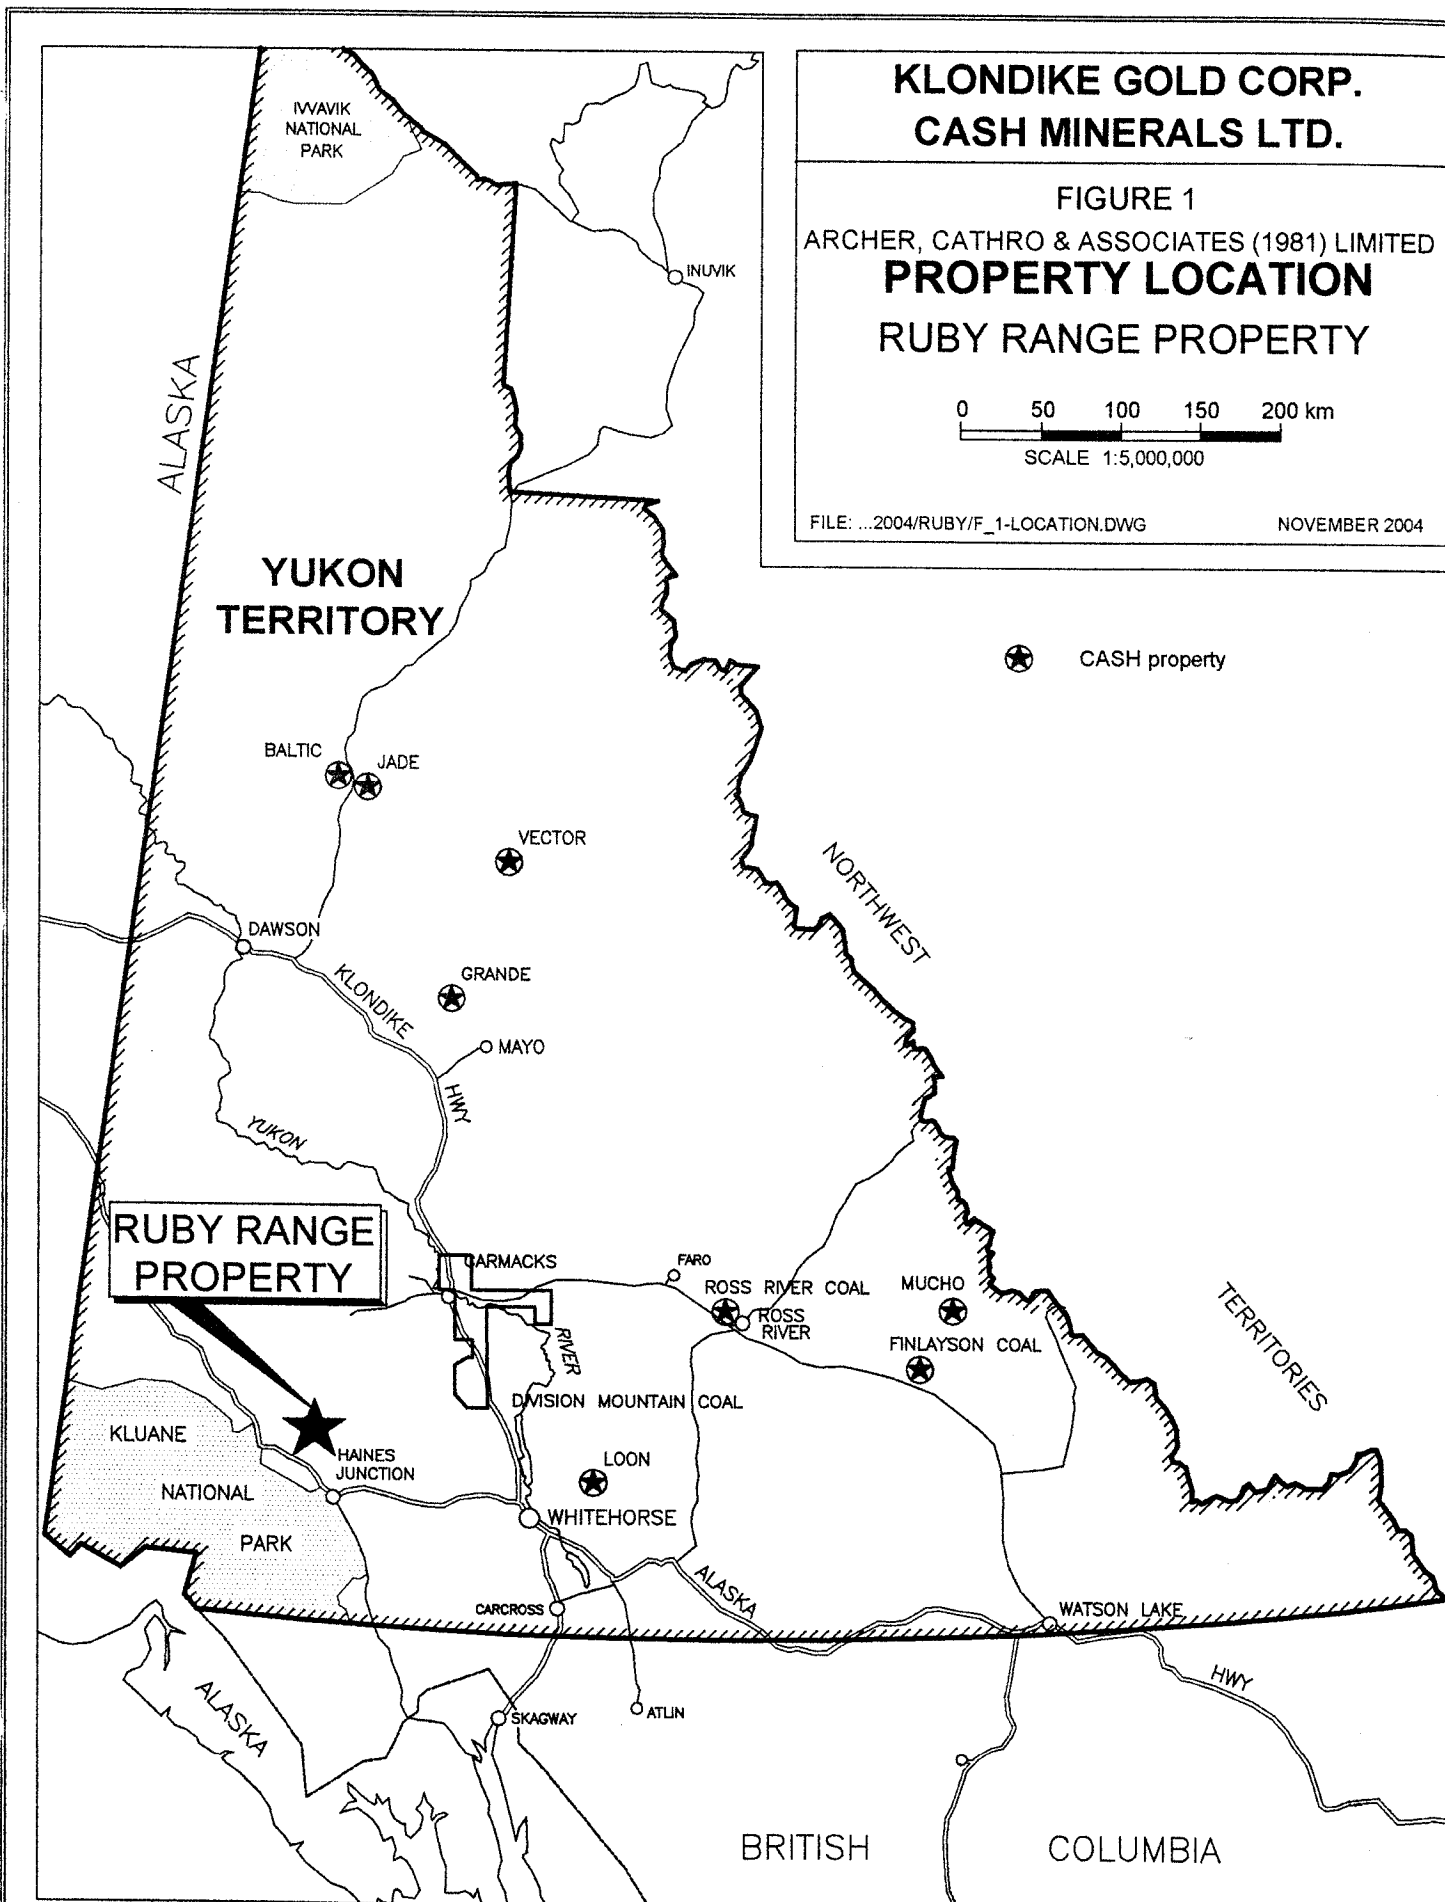 KLONDIKE GOLD CORP.
CASH MINERALS LTD.
FIGURE 1
ARCHER, CATHRO & ASSOCIATES (1981) LIMITED
PROPERTY LOCATION
RUBY RANGE PROPERTY
0 50 100 150 200 km
SCALE 1:5,000,000
FILE: ...2004/RUBY/F_1-LOCATION.DWG NOVEMBER 2004
IVVAVIK
NATIONAL
PARK
INUVIK
ALASKA
YUKON
TERRITORY
CASH property
BALTIC
JADE
VECTOR
NORTHWEST
DAWSON
KLONDIKE
GRANDE
MAYO
HWY
YUKON
RUBY RANGE
PROPERTY
CARMACKS
FARO
ROSS RIVER COAL
MUCHO
ROSS
RIVER
RIVER
FINLAYSON COAL
TERRITORIES
DIVISION MOUNTAIN COAL
KLUANE
NATIONAL
PARK
HAINES
JUNCTION
LOON
WHITEHORSE
ALASKA
CARCROSS
WATSON LAKE
HWY
ALASKA
SKAGWAY
ATLIN
BRITISH COLUMBIA